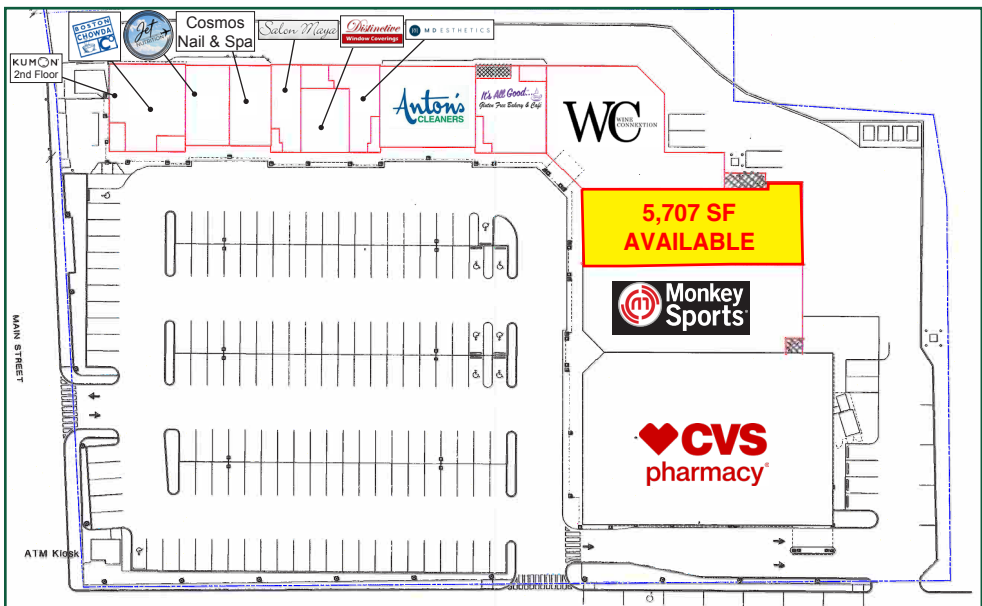 BOSTON
CHOWDA
C
Jet
NUTRITION
Cosmos
Nail & Spa
Salon Maya
Distinctive
Window Coverings
m MD ESTHETICS
KUMON
2nd Floor
Anton's
CLEANERS
It's All Good...
Gluten Free Bakery & Café
WC
WINE
CONNEXTION
5,707 SF
AVAILABLE
Monkey
Sports
MAIN STREET
CVS
pharmacy®
ATM Kiosk